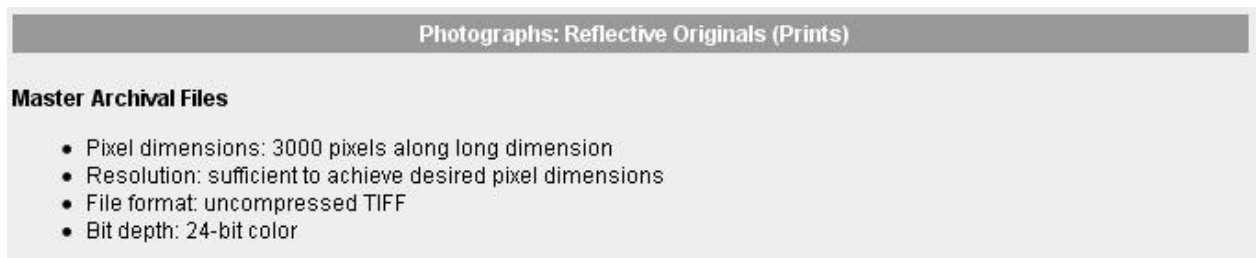 Photographs: Reflective Originals (Prints)
Master Archival Files
• Pixel dimensions: 3000 pixels along long dimension
• Resolution: sufficient to achieve desired pixel dimensions
• File format: uncompressed TIFF
• Bit depth: 24-bit color